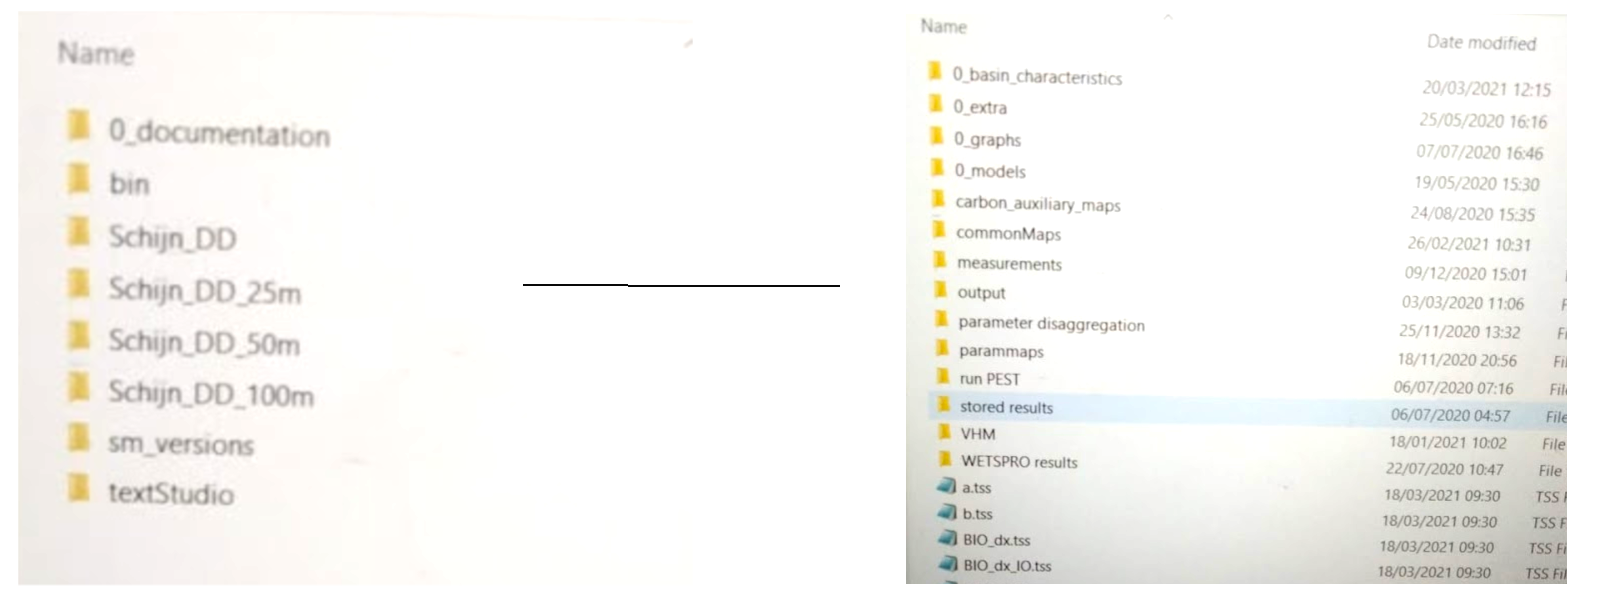 Name
0_documentation
bin
Schijn_DD
Schijn_DD_25m
Schijn_DD_50m
Schijn_DD_100m
sm_versions
textStudio
Name Date modified
0_basin_characteristics 20/03/2021 12:15
0_extra 25/05/2020 16:16
0_graphs 07/07/2020 16:46
0_models 19/05/2020 15:30
carbon_auxiliary_maps 24/08/2020 15:35
commonMaps 26/02/2021 10:31
measurements 09/12/2020 15:01
output 03/03/2020 11:06 F
parameter disaggregation 25/11/2020 13:32 Fi
parammaps 18/11/2020 20:56 Fil
run PEST 06/07/2020 07:16 File
stored results 06/07/2020 04:57 File
VHM 18/01/2021 10:02 File
WETSPRO results 22/07/2020 10:47 File
a.tss 18/03/2021 09:30 TSS F
b.tss 18/03/2021 09:30 TSS F
BIO_dx.tss 18/03/2021 09:30 TSS Fi
BIO_dx_IO.tss 18/03/2021 09:30 TSS Fil